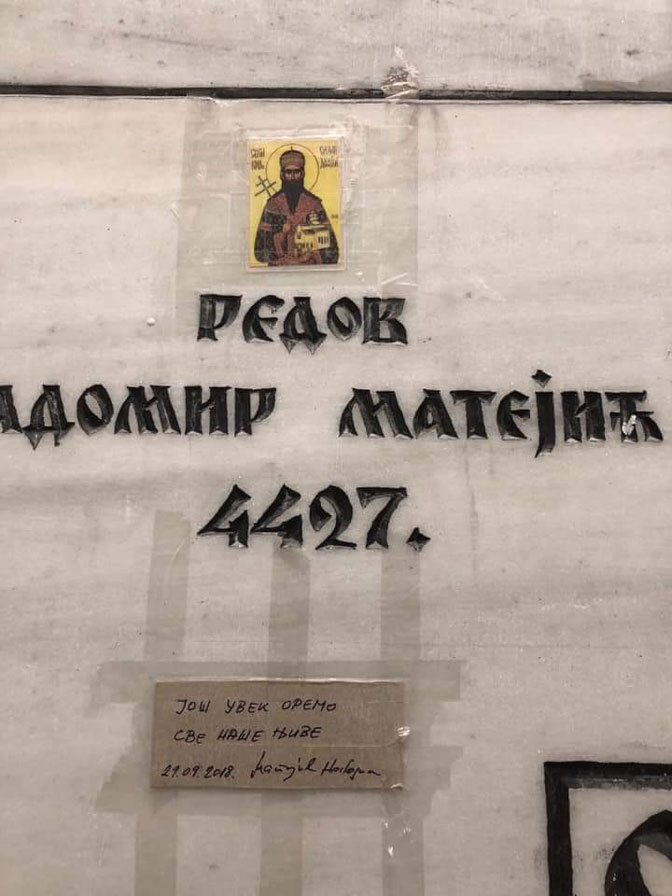 РЕДОВ
АДОМИР МАТЕЈИЋ
4427.
ЈОШ УВЕК ОРЕМО
СВЕ НАШЕ ЊИВЕ
29.09.2018.